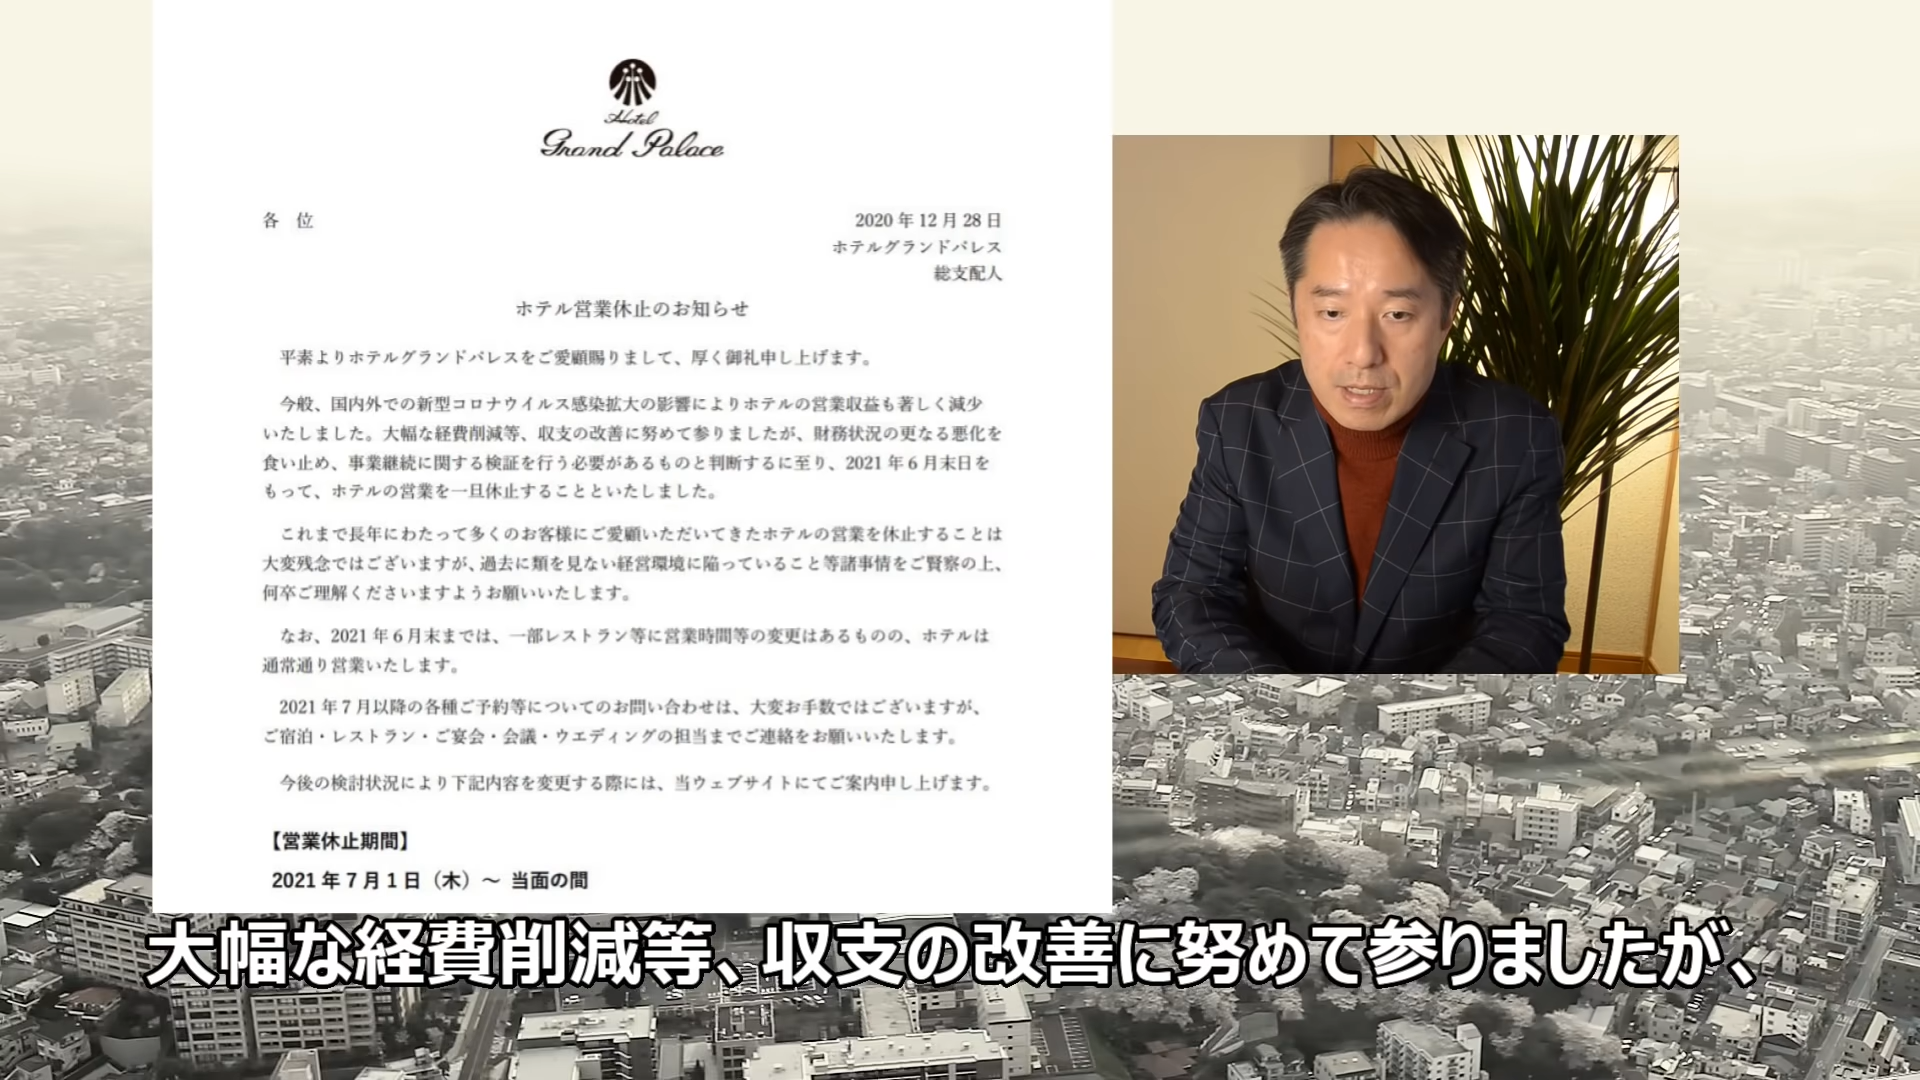 Hotel
Grand Palace
各 位
2020年12月28日
ホテルグランドパレス
総支配人
ホテル営業休止のお知らせ
平素よりホテルグランドパレスをご愛顧賜りまして、厚く御礼申し上げます。
今般、国内外での新型コロナウイルス感染拡大の影響によりホテルの営業収益も著しく減少
いたしました。大幅な経費削減等、収支の改善に努めて参りましたが、財務状況の更なる悪化を
食い止め、事業継続に関する検証を行う必要があるものと判断するに至り、2021年6月末日を
もって、ホテルの営業を一旦休止することといたしました。
これまで長年にわたって多くのお客様にご愛顧いただいてきたホテルの営業を休止することは
大変残念ではございますが、過去に類を見ない経営環境に陥っていること等諸事情をご賢察の上、
何卒ご理解くださいますようお願いいたします。
なお、2021年6月末までは、一部レストラン等に営業時間等の変更はあるものの、ホテルは
通常通り営業いたします。
2021年7月以降の各種ご予約等についてのお問い合わせは、大変お手数ではございますが、
ご宿泊・レストラン・ご宴会・会議・ウエディングの担当までご連絡をお願いいたします。
今後の検討状況により下記内容を変更する際には、当ウェブサイトにてご案内申し上げます。
【営業休止期間】
2021年7月1日（木）～ 当面の間
大幅な経費削減等、収支の改善に努めて参りましたが、